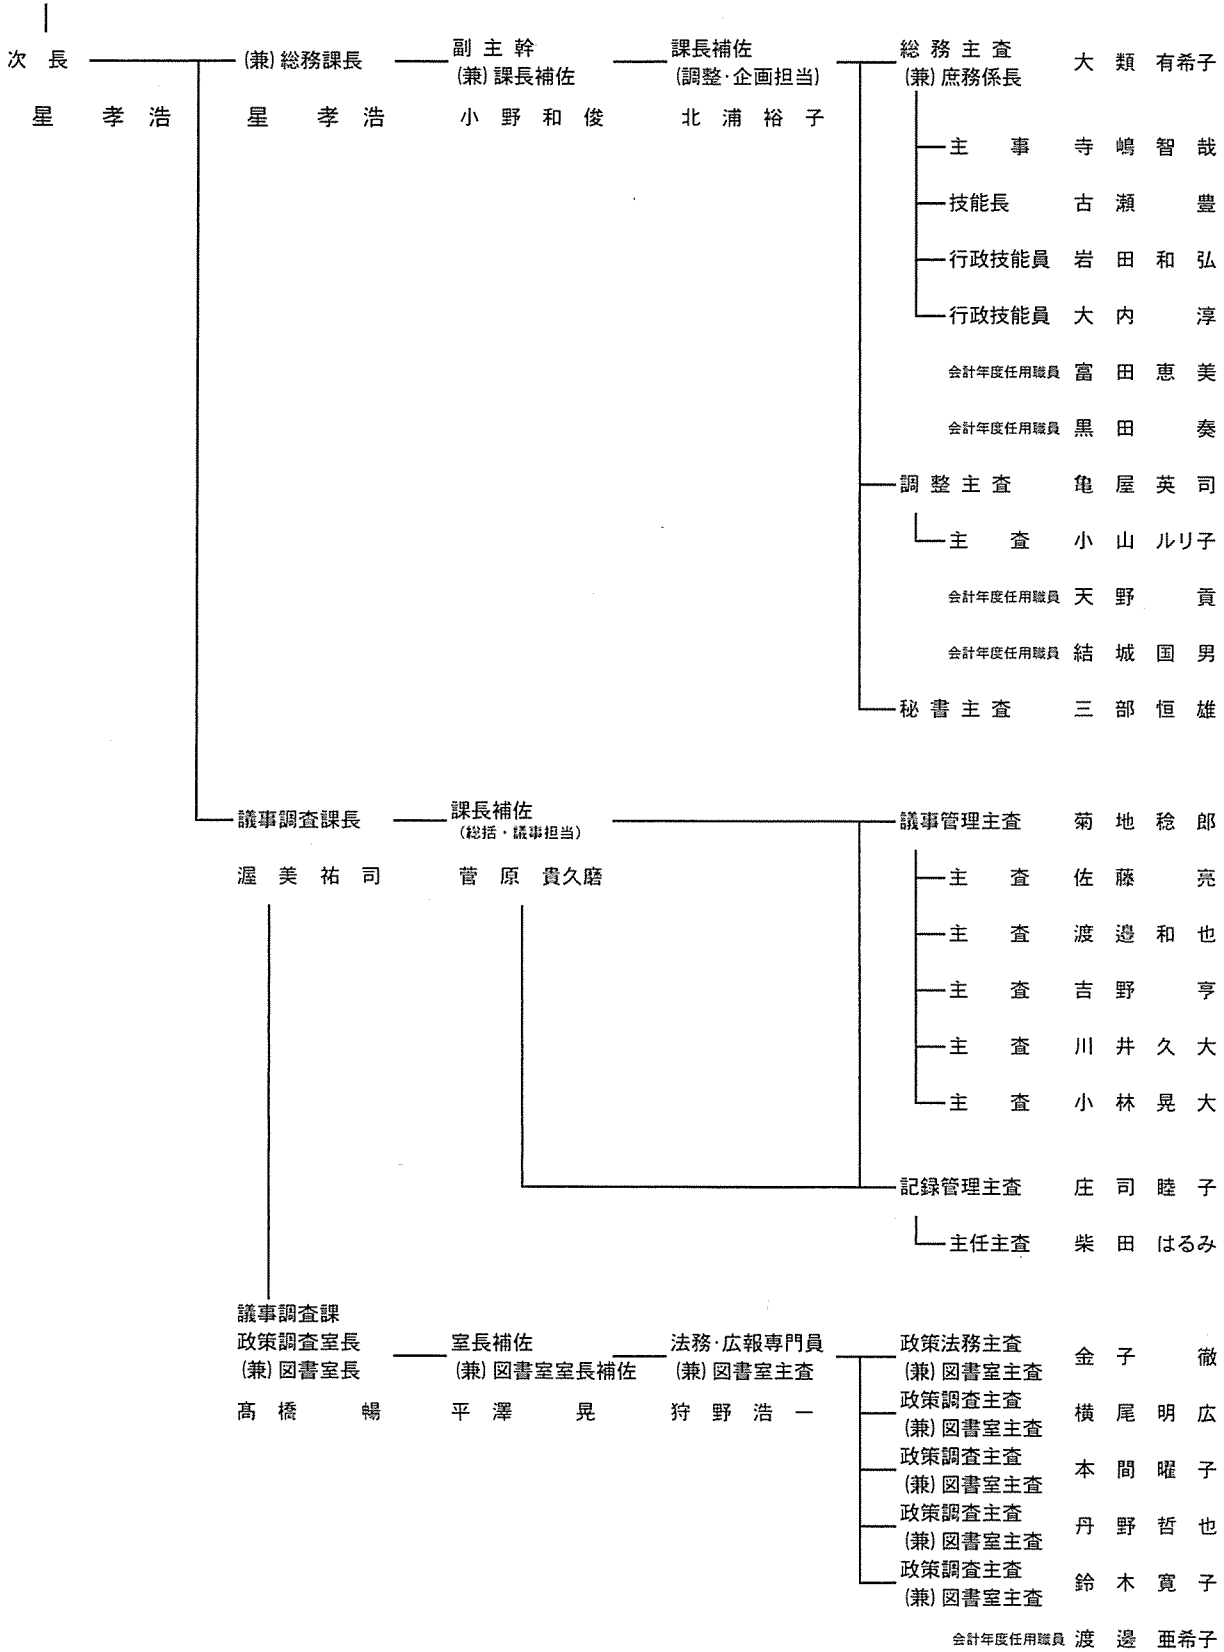 次長
星 孝浩
(兼)総務課長
星 孝浩
副主幹
(兼)課長補佐
小野和俊
課長補佐
(調整・企画担当)
北浦裕子
総務主査
(兼)庶務係長
大類 有希子
主事 寺嶋智哉
技能長 古瀬 豊
行政技能員 岩田和弘
行政技能員 大内 淳
会計年度任用職員 富田恵美
会計年度任用職員 黒田 奏
調整主査 亀屋英司
主査 小山ルリ子
会計年度任用職員 天野 貢
会計年度任用職員 結城国男
秘書主査 三部恒雄
議事調査課長
渥美祐司
課長補佐
(総括・議事担当)
菅原 貴久磨
議事管理主査 菊地稔郎
主査 佐藤 亮
主査 渡邉和也
主査 吉野 亨
主査 川井久大
主査 小林晃大
記録管理主査 庄司睦子
主任主査 柴田はるみ
議事調査課
政策調査室長
(兼)図書室長
髙橋 暢
室長補佐
(兼)図書室室長補佐
平澤 晃
法務・広報専門員
(兼)図書室主査
狩野浩一
政策法務主査
(兼)図書室主査
金子 徹
政策調査主査
(兼)図書室主査
横尾明広
政策調査主査
(兼)図書室主査
本間曜子
政策調査主査
(兼)図書室主査
丹野哲也
政策調査主査
(兼)図書室主査
鈴木寛子
会計年度任用職員 渡邊 亜希子